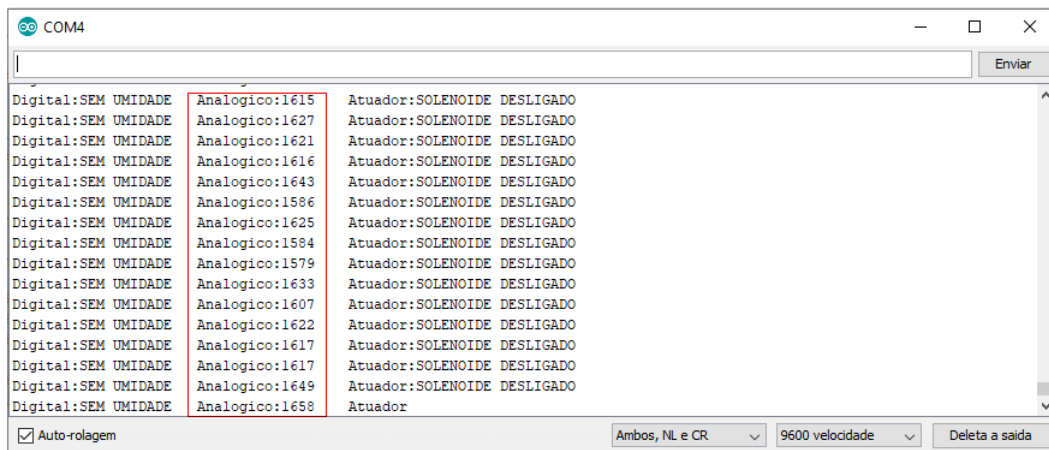 COM4
Enviar
Digital:SEM UMIDADE Analogico:1615 Atuador:SOLENOIDE DESLIGADO
Digital:SEM UMIDADE Analogico:1627 Atuador:SOLENOIDE DESLIGADO
Digital:SEM UMIDADE Analogico:1621 Atuador:SOLENOIDE DESLIGADO
Digital:SEM UMIDADE Analogico:1616 Atuador:SOLENOIDE DESLIGADO
Digital:SEM UMIDADE Analogico:1643 Atuador:SOLENOIDE DESLIGADO
Digital:SEM UMIDADE Analogico:1586 Atuador:SOLENOIDE DESLIGADO
Digital:SEM UMIDADE Analogico:1625 Atuador:SOLENOIDE DESLIGADO
Digital:SEM UMIDADE Analogico:1584 Atuador:SOLENOIDE DESLIGADO
Digital:SEM UMIDADE Analogico:1579 Atuador:SOLENOIDE DESLIGADO
Digital:SEM UMIDADE Analogico:1633 Atuador:SOLENOIDE DESLIGADO
Digital:SEM UMIDADE Analogico:1607 Atuador:SOLENOIDE DESLIGADO
Digital:SEM UMIDADE Analogico:1622 Atuador:SOLENOIDE DESLIGADO
Digital:SEM UMIDADE Analogico:1617 Atuador:SOLENOIDE DESLIGADO
Digital:SEM UMIDADE Analogico:1617 Atuador:SOLENOIDE DESLIGADO
Digital:SEM UMIDADE Analogico:1649 Atuador:SOLENOIDE DESLIGADO
Digital:SEM UMIDADE Analogico:1658 Atuador
Auto-rolagem Ambos, NL e CR 9600 velocidade Deleta a saida